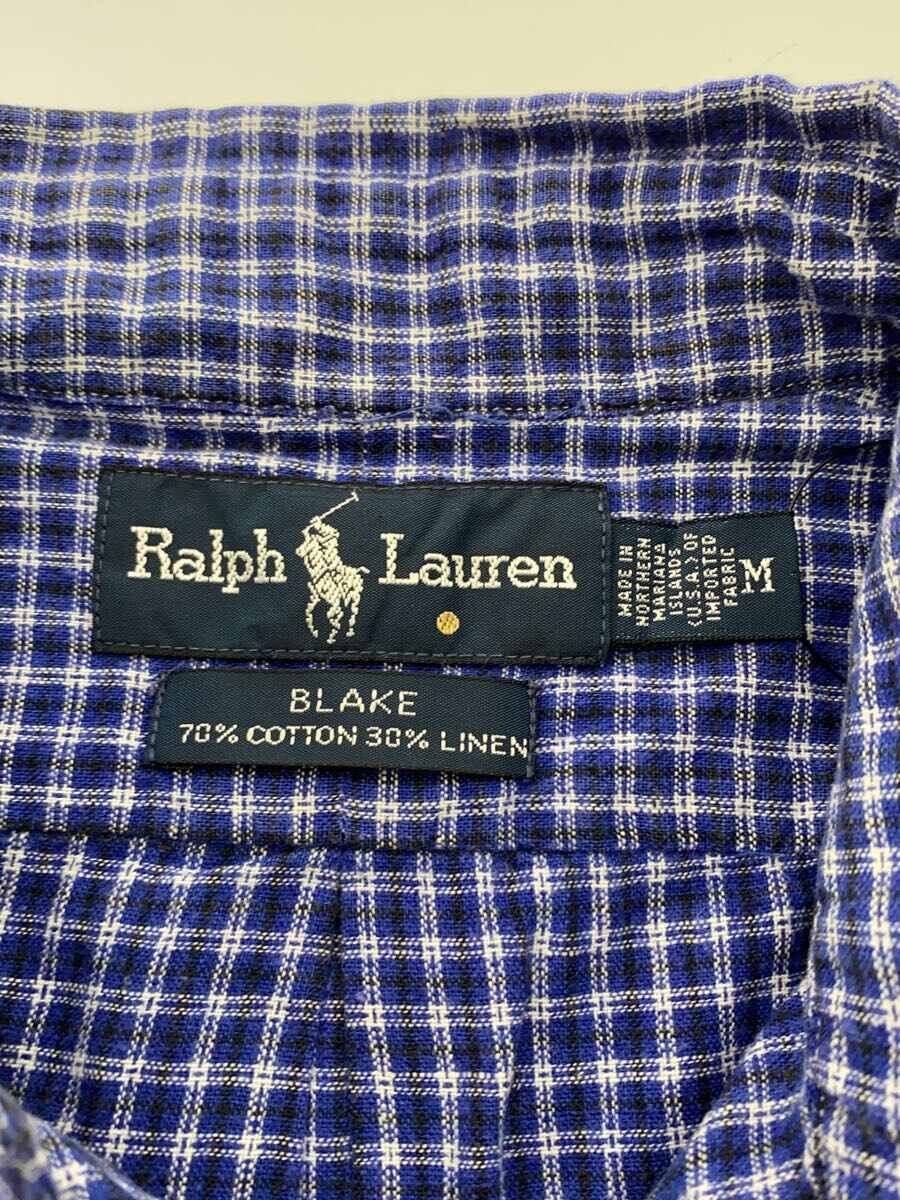 Ralph Lauren
MADE IN
NORTHERN
MARIANA
ISLANDS
(U.S.A.) OF
IMPORTED
FABRIC
M
BLAKE
70% COTTON 30% LINEN